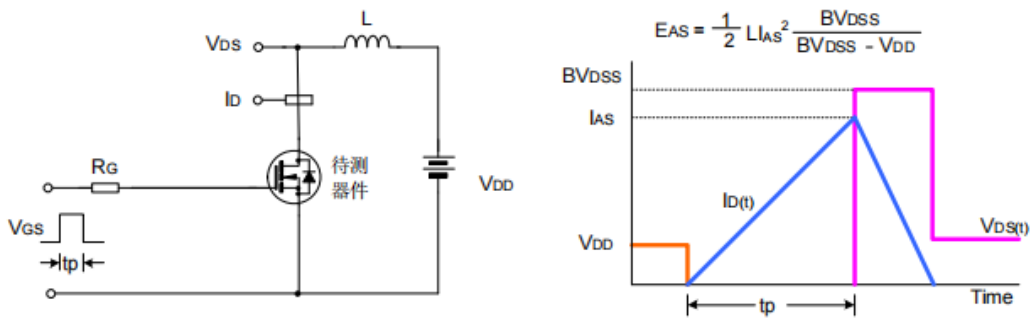 VDS
L
ID
RG
待测
器件
VDD
VGS
tp
EAS = 1/2 LIAS² BVDSS/(BVDSS - VDD)
BVDSS
IAS
ID(t)
VDD
VDS(t)
Time
tp